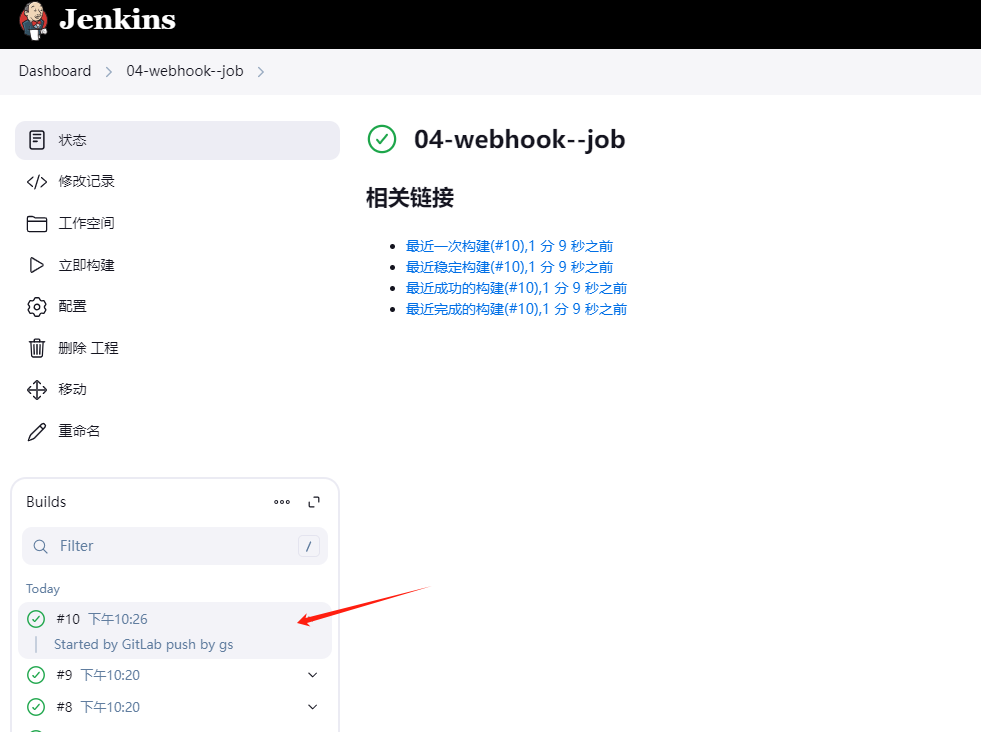 Jenkins
Dashboard > 04-webhook--job >
状态
修改记录
工作空间
立即构建
配置
删除 工程
移动
重命名
04-webhook--job
相关链接
最近一次构建(#10),1 分 9 秒之前
最近稳定构建(#10),1 分 9 秒之前
最近成功的构建(#10),1 分 9 秒之前
最近完成的构建(#10),1 分 9 秒之前
Builds
Filter /
Today
#10 下午10:26
Started by GitLab push by gs
#9 下午10:20
#8 下午10:20